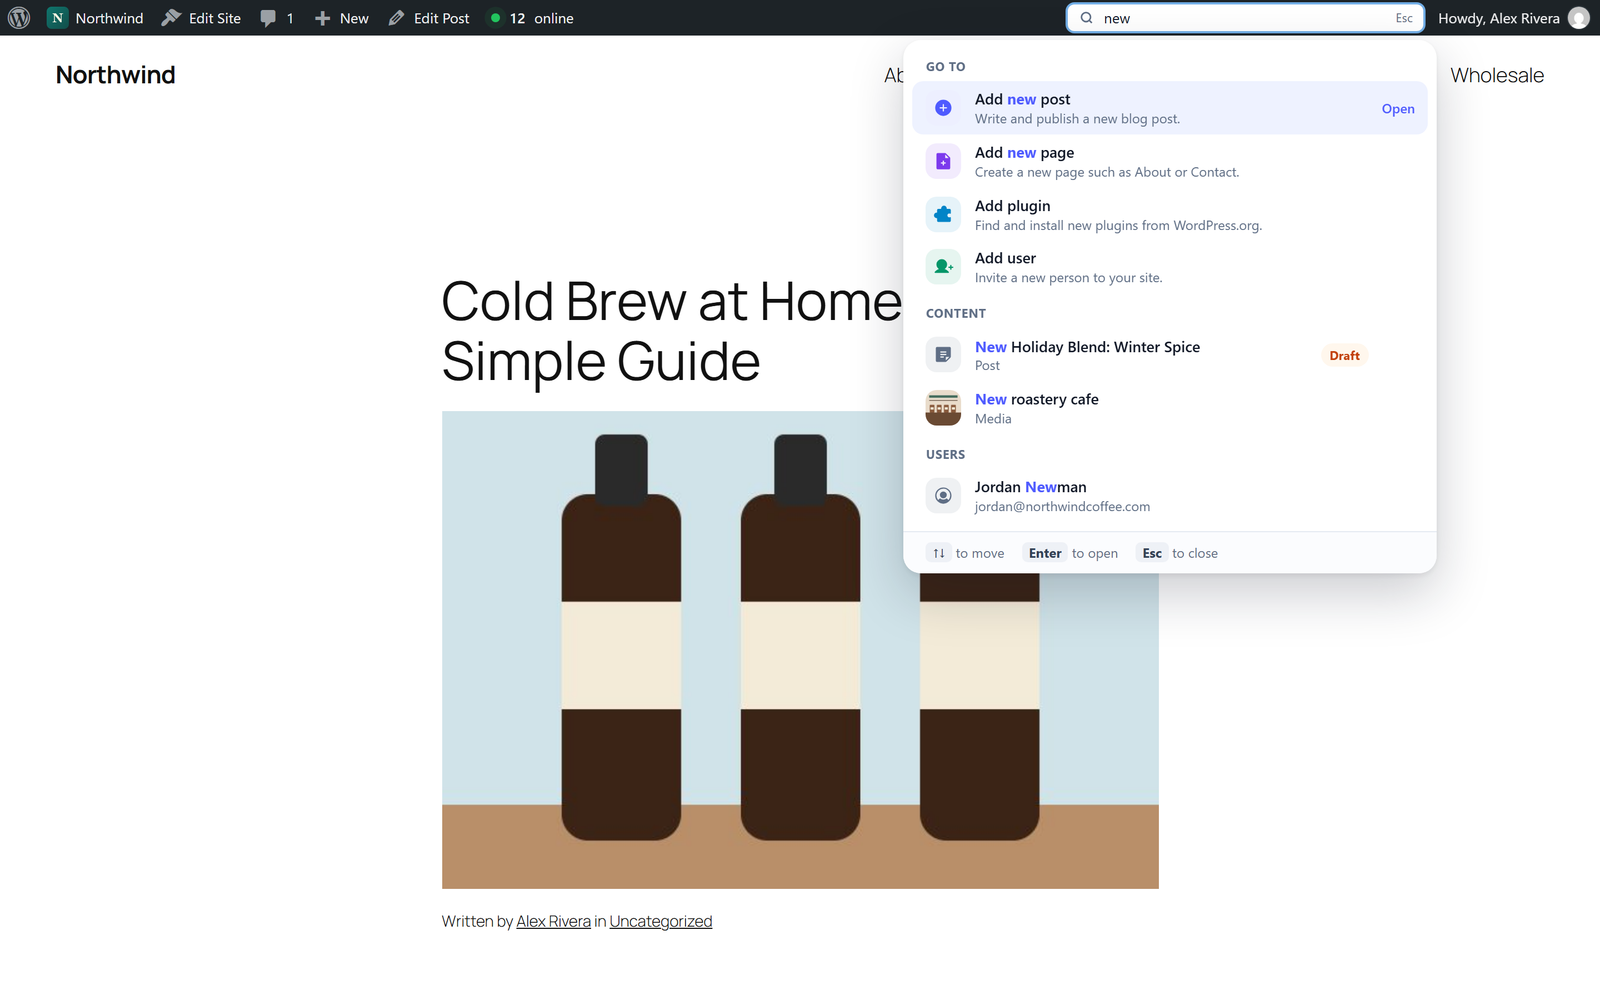 Northwind Edit Site 1 New Edit Post 12 online new Esc Howdy, Alex Rivera
Northwind
Wholesale
GO TO
Add new post
Write and publish a new blog post.
Open
Add new page
Create a new page such as About or Contact.
Add plugin
Find and install new plugins from WordPress.org.
Add user
Invite a new person to your site.
CONTENT
New Holiday Blend: Winter Spice
Post
Draft
New roastery cafe
Media
USERS
Jordan Newman
jordan@northwindcoffee.com
↑↓ to move Enter to open Esc to close
Cold Brew at Home
Simple Guide
Written by Alex Rivera in Uncategorized